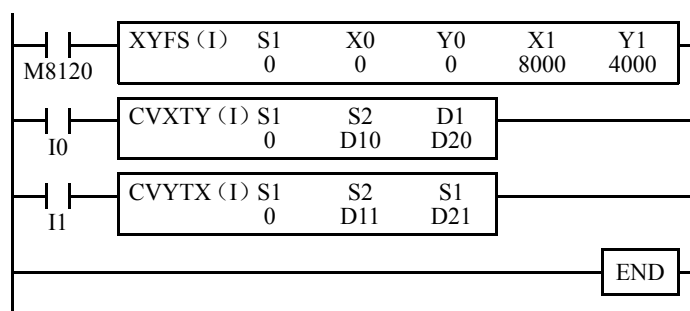 XYFS（I） S1 X0 Y0 X1 Y1
0 0 0 8000 4000
M8120
CVXTY（I） S1 S2 D1
0 D10 D20
I0
CVYTX（I） S1 S2 S1
0 D11 D21
I1
END